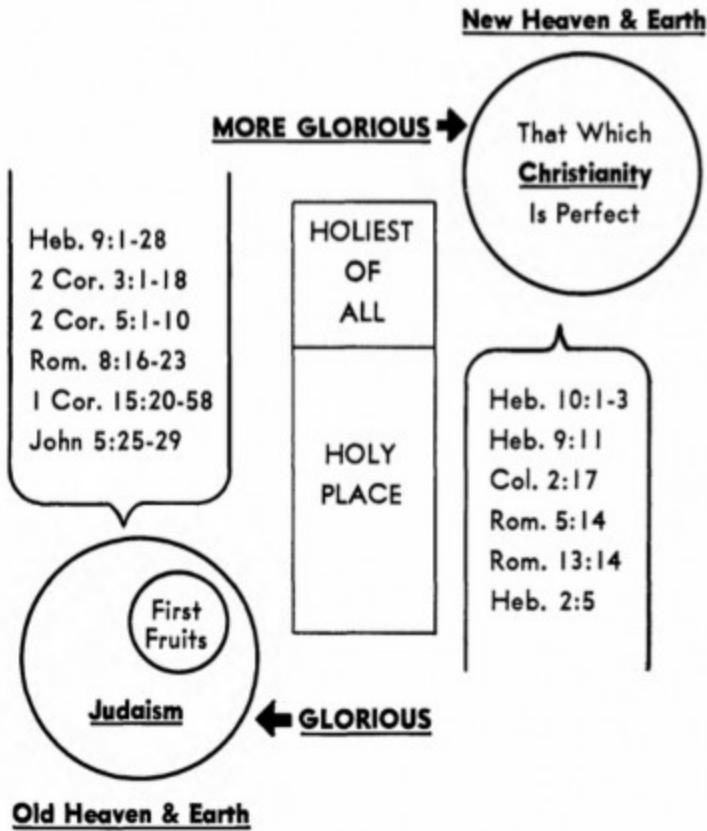 New Heaven & Earth
MORE GLORIOUS
That Which
Christianity
Is Perfect
Heb. 9:1-28
2 Cor. 3:1-18
2 Cor. 5:1-10
Rom. 8:16-23
1 Cor. 15:20-58
John 5:25-29
HOLIEST
OF
ALL
HOLY
PLACE
Heb. 10:1-3
Heb. 9:11
Col. 2:17
Rom. 5:14
Rom. 13:14
Heb. 2:5
First
Fruits
Judaism
GLORIOUS
Old Heaven & Earth